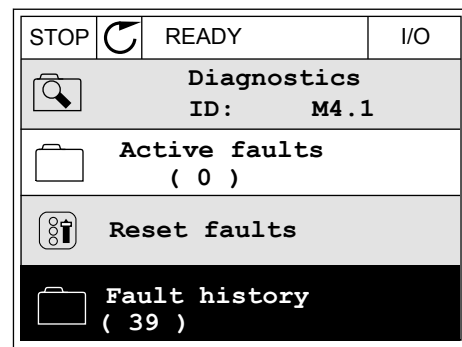 STOP READY I/O
Diagnostics
ID: M4.1
Active faults
( 0 )
Reset faults
Fault history
( 39 )